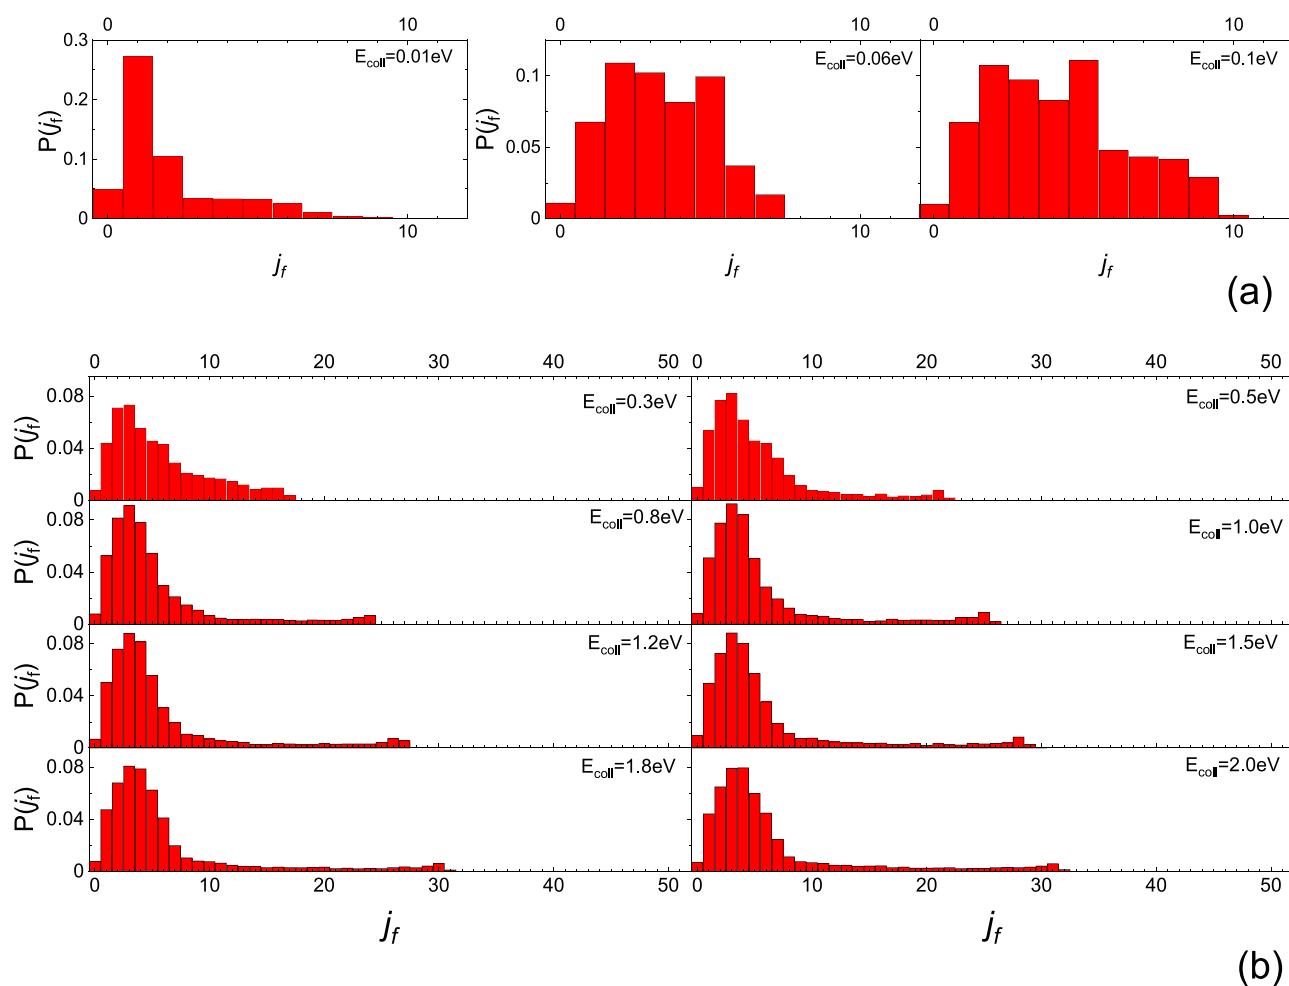 0 10 0 10 0 10
0.3 E_coll=0.01eV E_coll=0.06eV E_coll=0.1eV
0.2 0.1
0.1 0.05
0 0
P(j_f) P(j_f)
0 10 0 10 0 10
j_f j_f j_f
(a)
0 10 20 30 40 50 0 10 20 30 40 50
P(j_f) 0.08 0.04 0 E_coll=0.3eV E_coll=0.5eV
P(j_f) 0.08 0.04 0 E_coll=0.8eV E_coll=1.0eV
P(j_f) 0.08 0.04 0 E_coll=1.2eV E_coll=1.5eV
P(j_f) 0.08 0.04 0 E_coll=1.8eV E_coll=2.0eV
0 10 20 30 40 50 0 10 20 30 40 50
j_f j_f
(b)